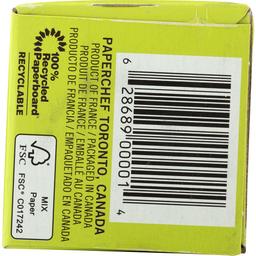 100%
Recycled
Paperboard
RECYCLABLE
MIX
Paper
FSC
FSC® C017242
PAPERCHEF TORONTO, CANADA
PRODUCT OF FRANCE / PACKAGED IN CANADA
PRODUIT DE FRANCE / EMBALLÉ AU CANADA
PRODUCTO DE FRANCIA / EMPAQUETADO EN CANADÁ
6 28689 00001 4